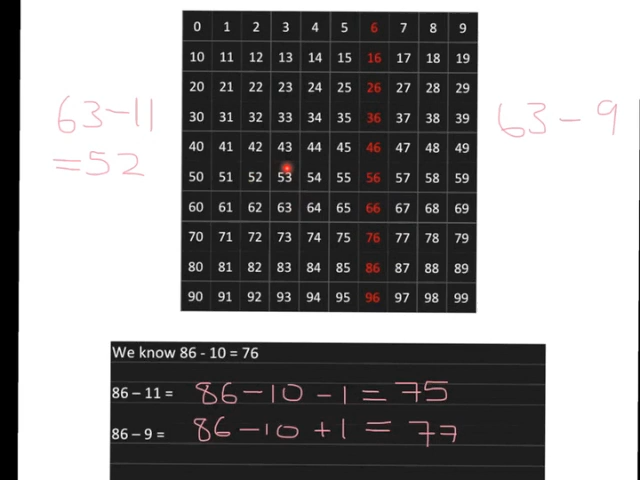 0 1 2 3 4 5 6 7 8 9
10 11 12 13 14 15 16 17 18 19
20 21 22 23 24 25 26 27 28 29
30 31 32 33 34 35 36 37 38 39
40 41 42 43 44 45 46 47 48 49
50 51 52 53 54 55 56 57 58 59
60 61 62 63 64 65 66 67 68 69
70 71 72 73 74 75 76 77 78 79
80 81 82 83 84 85 86 87 88 89
90 91 92 93 94 95 96 97 98 99
63-11
=52
63-9
We know 86 - 10 = 76
86 – 11 = 86-10-1=75
86 – 9 = 86-10+1=77